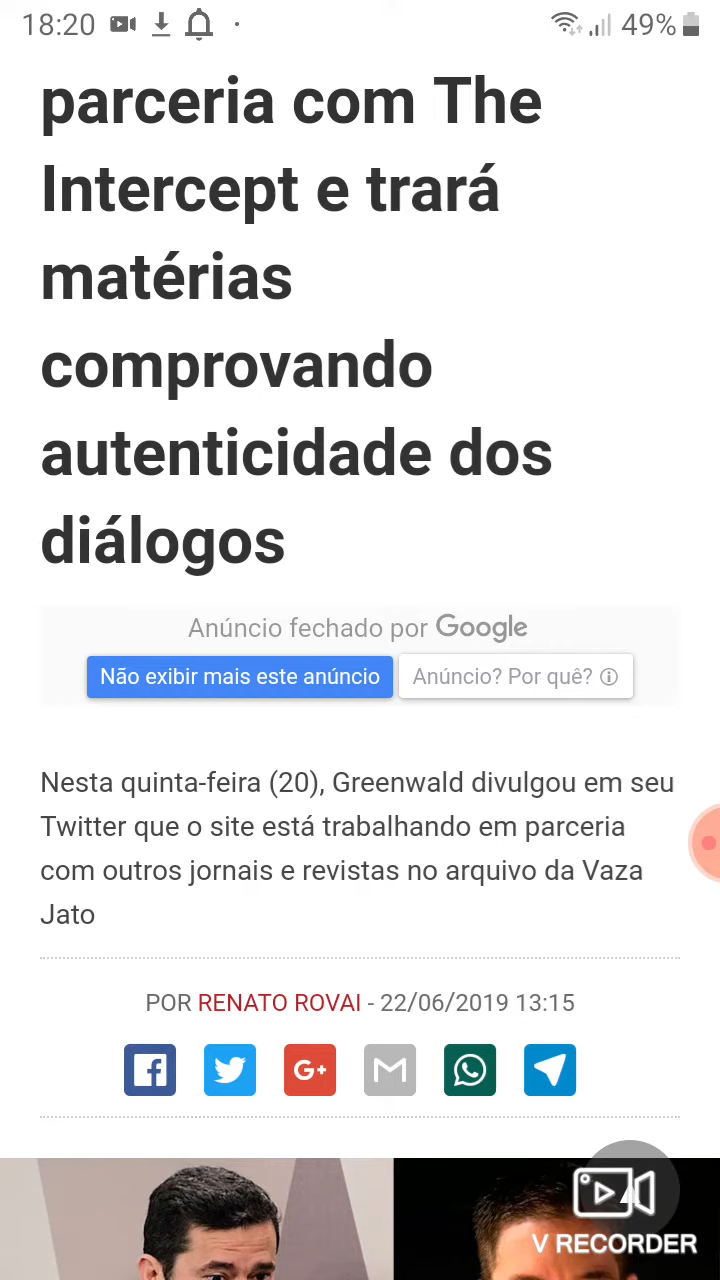 18:20
49%
parceria com The
Intercept e trará
matérias
comprovando
autenticidade dos
diálogos
Anúncio fechado por Google
Não exibir mais este anúncio
Anúncio? Por quê?
Nesta quinta-feira (20), Greenwald divulgou em seu
Twitter que o site está trabalhando em parceria
com outros jornais e revistas no arquivo da Vaza
Jato
POR RENATO ROVAI - 22/06/2019 13:15
G+
V RECORDER